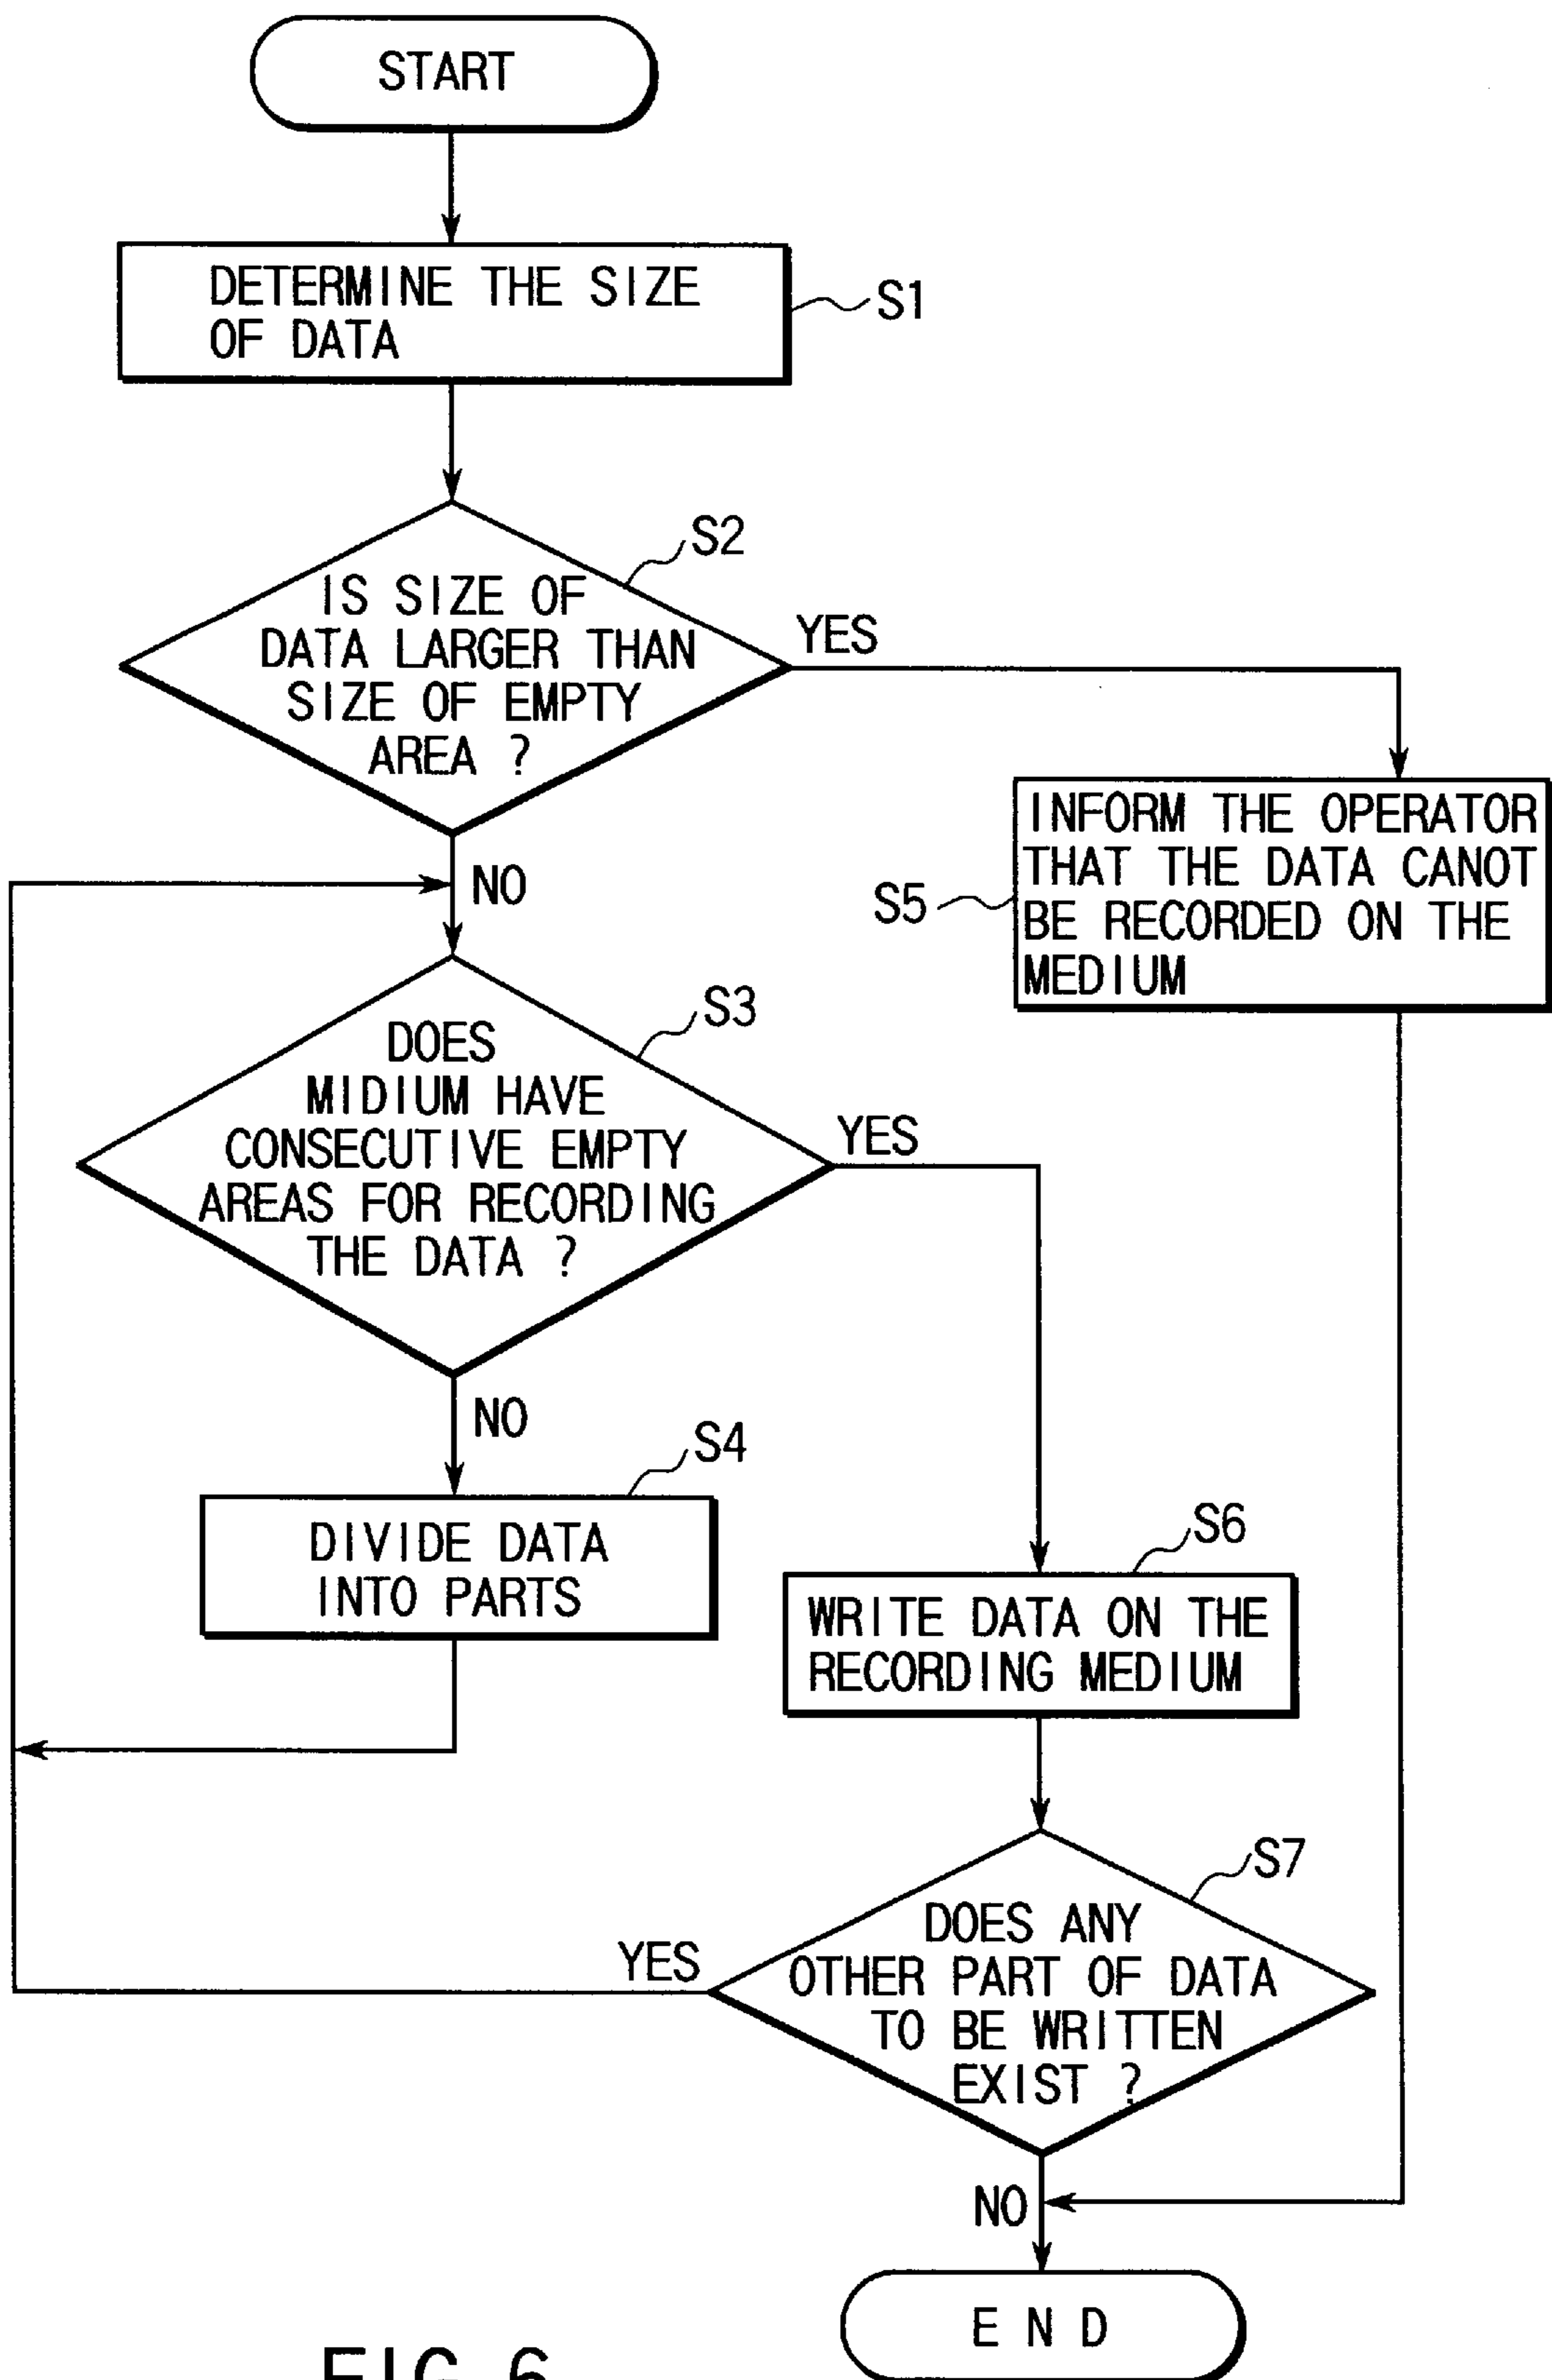 START
DETERMINE THE SIZE
OF DATA
S1
S2
IS SIZE OF
DATA LARGER THAN
SIZE OF EMPTY
AREA ?
YES
NO
INFORM THE OPERATOR
THAT THE DATA CANOT
BE RECORDED ON THE
MEDIUM
S5
S3
DOES
MIDIUM HAVE
CONSECUTIVE EMPTY
AREAS FOR RECORDING
THE DATA ?
YES
NO
S4
DIVIDE DATA
INTO PARTS
S6
WRITE DATA ON THE
RECORDING MEDIUM
S7
DOES ANY
OTHER PART OF DATA
TO BE WRITTEN
EXIST ?
YES
NO
END
FIG. 6